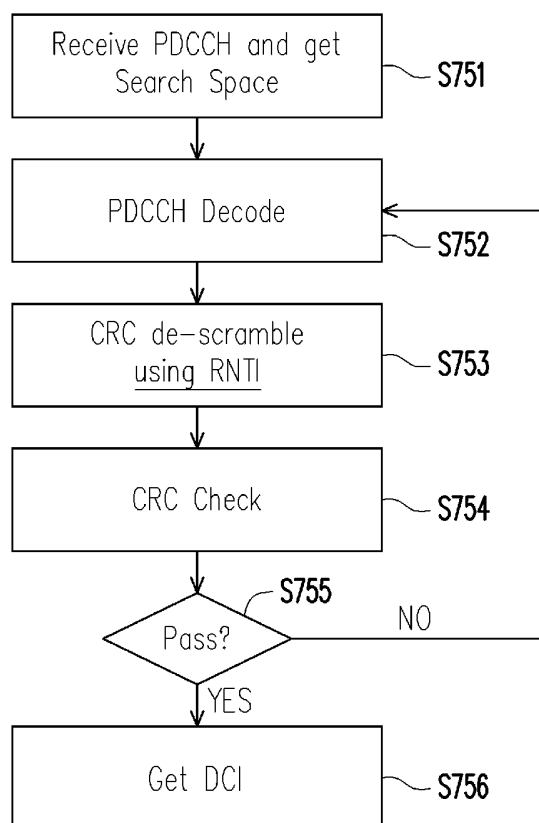 Receive PDCCH and get
Search Space
S751
PDCCH Decode
S752
CRC de-scramble
using RNTI
S753
CRC Check
S754
S755
Pass?
NO
YES
Get DCI
S756